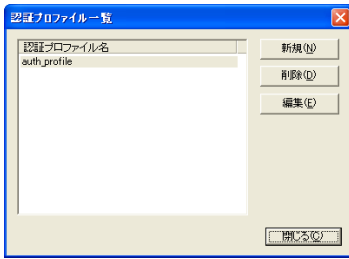 認証プロファイル一覧
認証プロファイル名
auth_profile
新規(N)
削除(D)
編集(E)
閉じる(C)